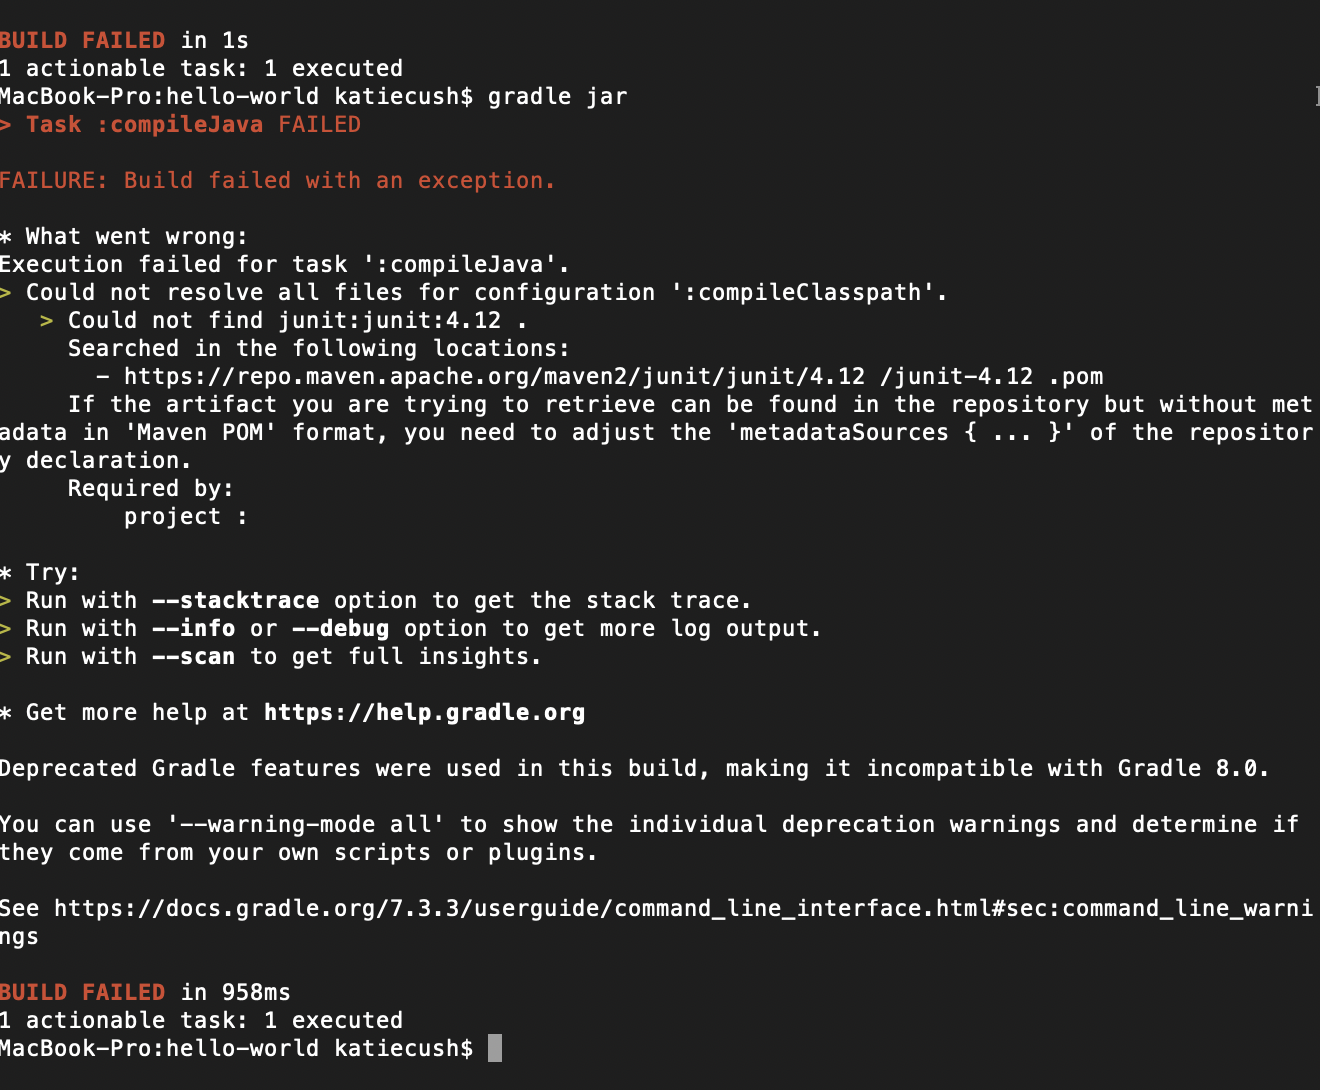 BUILD FAILED in 1s
1 actionable task: 1 executed
MacBook-Pro:hello-world katiecush$ gradle jar
> Task :compileJava FAILED
FAILURE: Build failed with an exception.
* What went wrong:
Execution failed for task ':compileJava'.
> Could not resolve all files for configuration ':compileClasspath'.
   > Could not find junit:junit:4.12 .
     Searched in the following locations:
       - https://repo.maven.apache.org/maven2/junit/junit/4.12 /junit-4.12 .pom
     If the artifact you are trying to retrieve can be found in the repository but without met
adata in 'Maven POM' format, you need to adjust the 'metadataSources { ... }' of the repositor
y declaration.
     Required by:
         project :
* Try:
> Run with --stacktrace option to get the stack trace.
> Run with --info or --debug option to get more log output.
> Run with --scan to get full insights.
* Get more help at https://help.gradle.org
Deprecated Gradle features were used in this build, making it incompatible with Gradle 8.0.
You can use '--warning-mode all' to show the individual deprecation warnings and determine if
they come from your own scripts or plugins.
See https://docs.gradle.org/7.3.3/userguide/command_line_interface.html#sec:command_line_warni
ngs
BUILD FAILED in 958ms
1 actionable task: 1 executed
MacBook-Pro:hello-world katiecush$